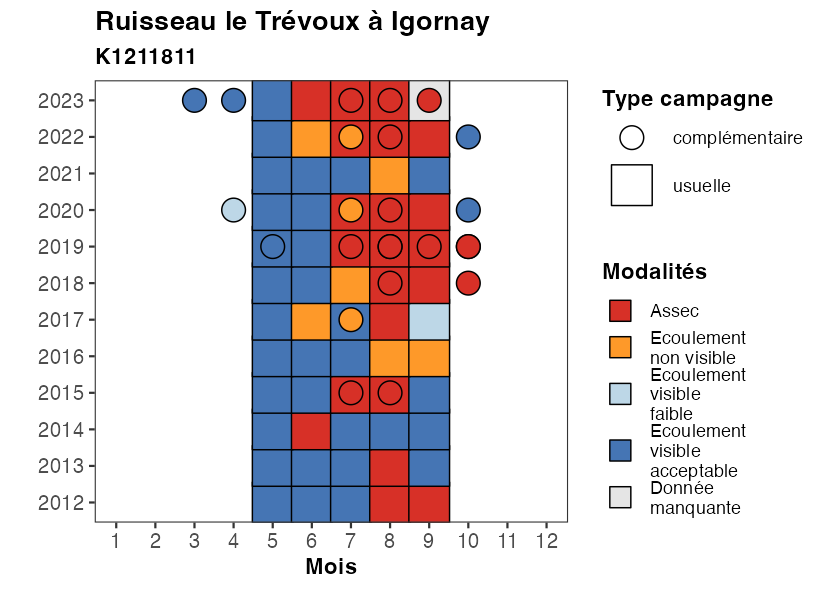 Ruisseau le Trévoux à Igornay
K1211811
2023
2022
2021
2020
2019
2018
2017
2016
2015
2014
2013
2012
1 2 3 4 5 6 7 8 9 10 11 12
Mois
Type campagne
complémentaire
usuelle
Modalités
Assec
Ecoulement
non visible
Ecoulement
visible
faible
Ecoulement
visible
acceptable
Donnée
manquante